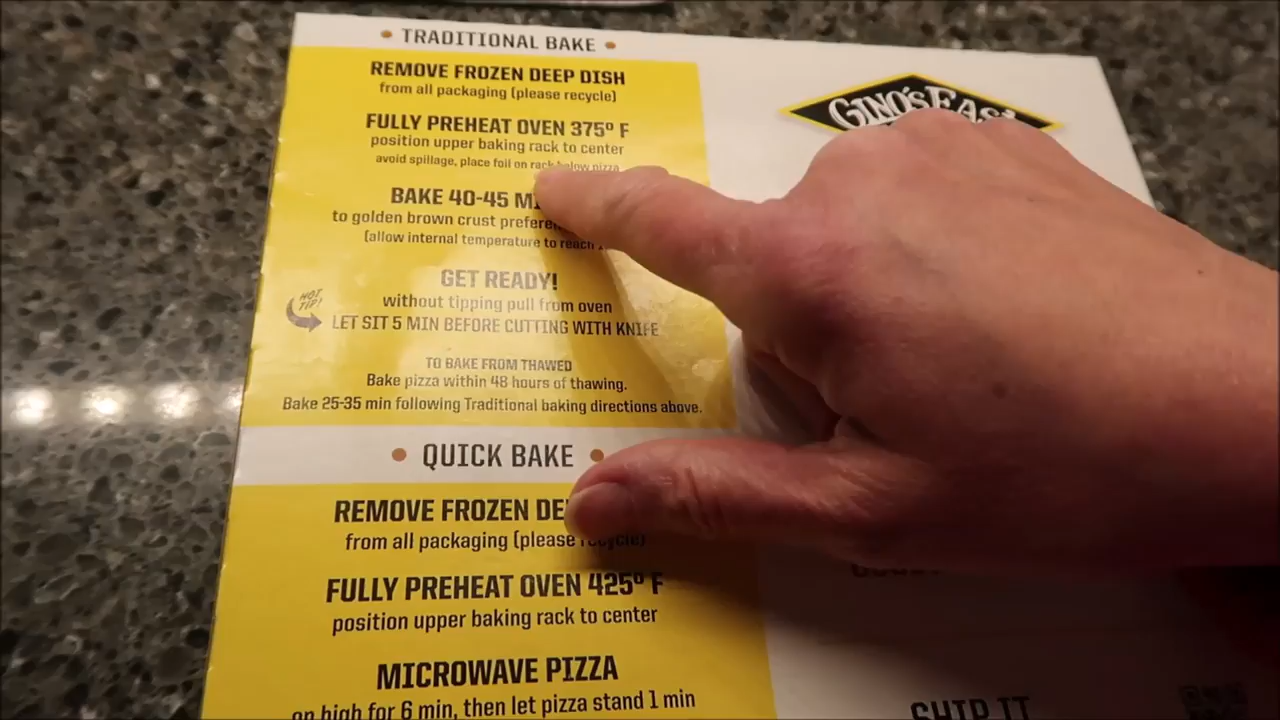 • TRADITIONAL BAKE •
REMOVE FROZEN DEEP DISH
from all packaging (please recycle)
FULLY PREHEAT OVEN 375º F
position upper baking rack to center
avoid spillage, place foil on rack below pizza
BAKE 40-45
to golden brown crust
(allow internal temperature to reach
GET READY!
without tipping pull from oven
HOT TIP!
LET SIT 5 MIN BEFORE CUTTING WITH KNIFE
TO BAKE FROM THAWED
Bake pizza within 48 hours of thawing.
Bake 25-35 min following Traditional baking directions above.
• QUICK BAKE •
REMOVE FROZEN
from all packaging (please recycle)
FULLY PREHEAT OVEN 425º F
position upper baking rack to center
MICROWAVE PIZZA
on high for 6 min, then let pizza stand 1 min
GINO'S EAST
SHIP IT